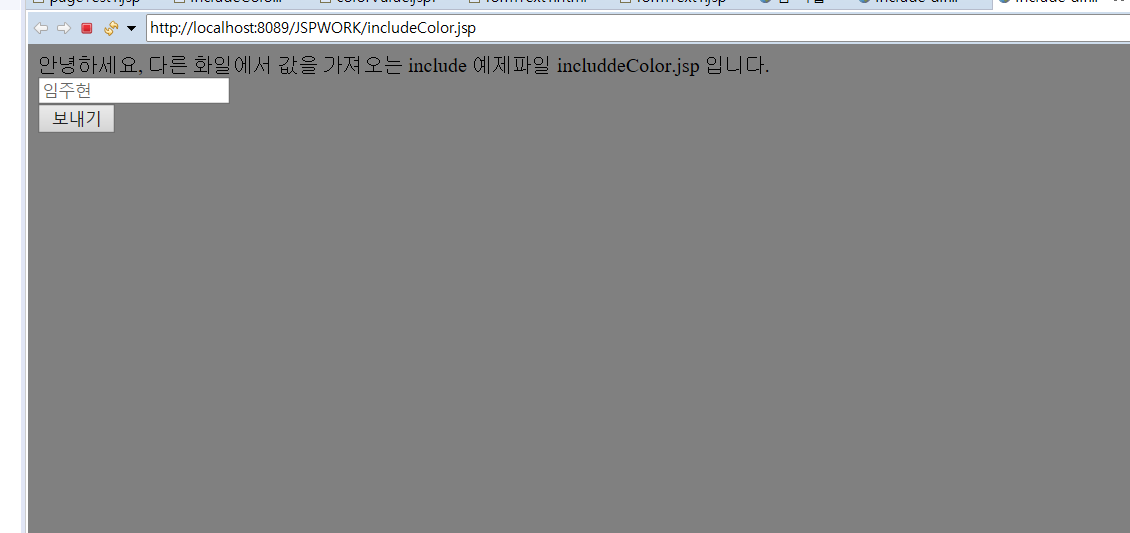 http://localhost:8089/JSPWORK/includeColor.jsp
안녕하세요, 다른 화일에서 값을 가져오는 include 예제파일 includdeColor.jsp 입니다.
임주현
보내기